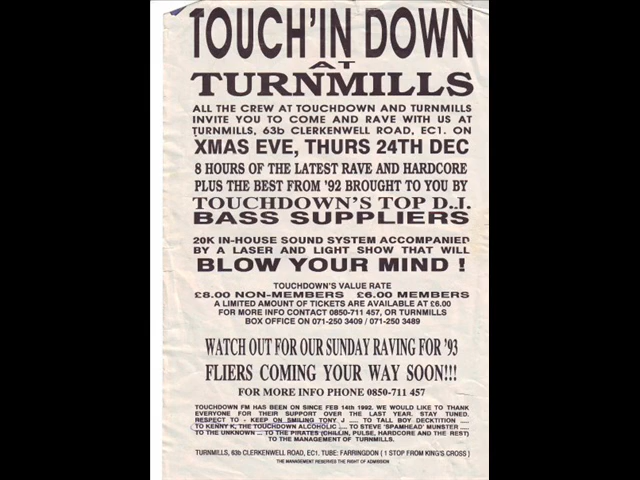 TOUCH'IN DOWN
AT
TURNMILLS
ALL THE CREW AT TOUCHDOWN AND TURNMILLS
INVITE YOU TO COME AND RAVE WITH US AT
TURNMILLS, 63b CLERKENWELL ROAD, EC1. ON
XMAS EVE, THURS 24TH DEC
8 HOURS OF THE LATEST RAVE AND HARDCORE
PLUS THE BEST FROM '92 BROUGHT TO YOU BY
TOUCHDOWN'S TOP D.J.
BASS SUPPLIERS
20K IN-HOUSE SOUND SYSTEM ACCOMPANIED
BY A LASER AND LIGHT SHOW THAT WILL
BLOW YOUR MIND !
TOUCHDOWN'S VALUE RATE
£8.00 NON-MEMBERS £6.00 MEMBERS
A LIMITED AMOUNT OF TICKETS ARE AVAILABLE AT £6.00
FOR MORE INFO CONTACT 0850-711 457, OR TURNMILLS
BOX OFFICE ON 071-250 3409 / 071-250 3489
WATCH OUT FOR OUR SUNDAY RAVING FOR '93
FLIERS COMING YOUR WAY SOON!!!
FOR MORE INFO PHONE 0850-711 457
TOUCHDOWN FM HAS BEEN ON SINCE FEB 14th 1992. WE WOULD LIKE TO THANK
EVERYONE FOR THEIR SUPPORT OVER THE LAST YEAR. STAY TUNED.
RESPECT TO - KEEP ON SMILING TONY J ..... TO TALL BOY DECKTITION .....
TO KENNY K, THE TOUCHDOWN ALCOHOLIC ..... TO STEVE 'SPAMHEAD' MUNSTER .....
TO THE UNKNOWN ... TO THE PIRATES (CHILLIN, PULSE, HARDCORE AND THE REST)
TO THE MANAGEMENT OF TURNMILLS.
TURNMILLS, 63b CLERKENWELL ROAD, EC1. TUBE: FARRINGDON ( 1 STOP FROM KING'S CROSS )
THE MANAGEMENT RESERVES THE RIGHT OF ADMISSION